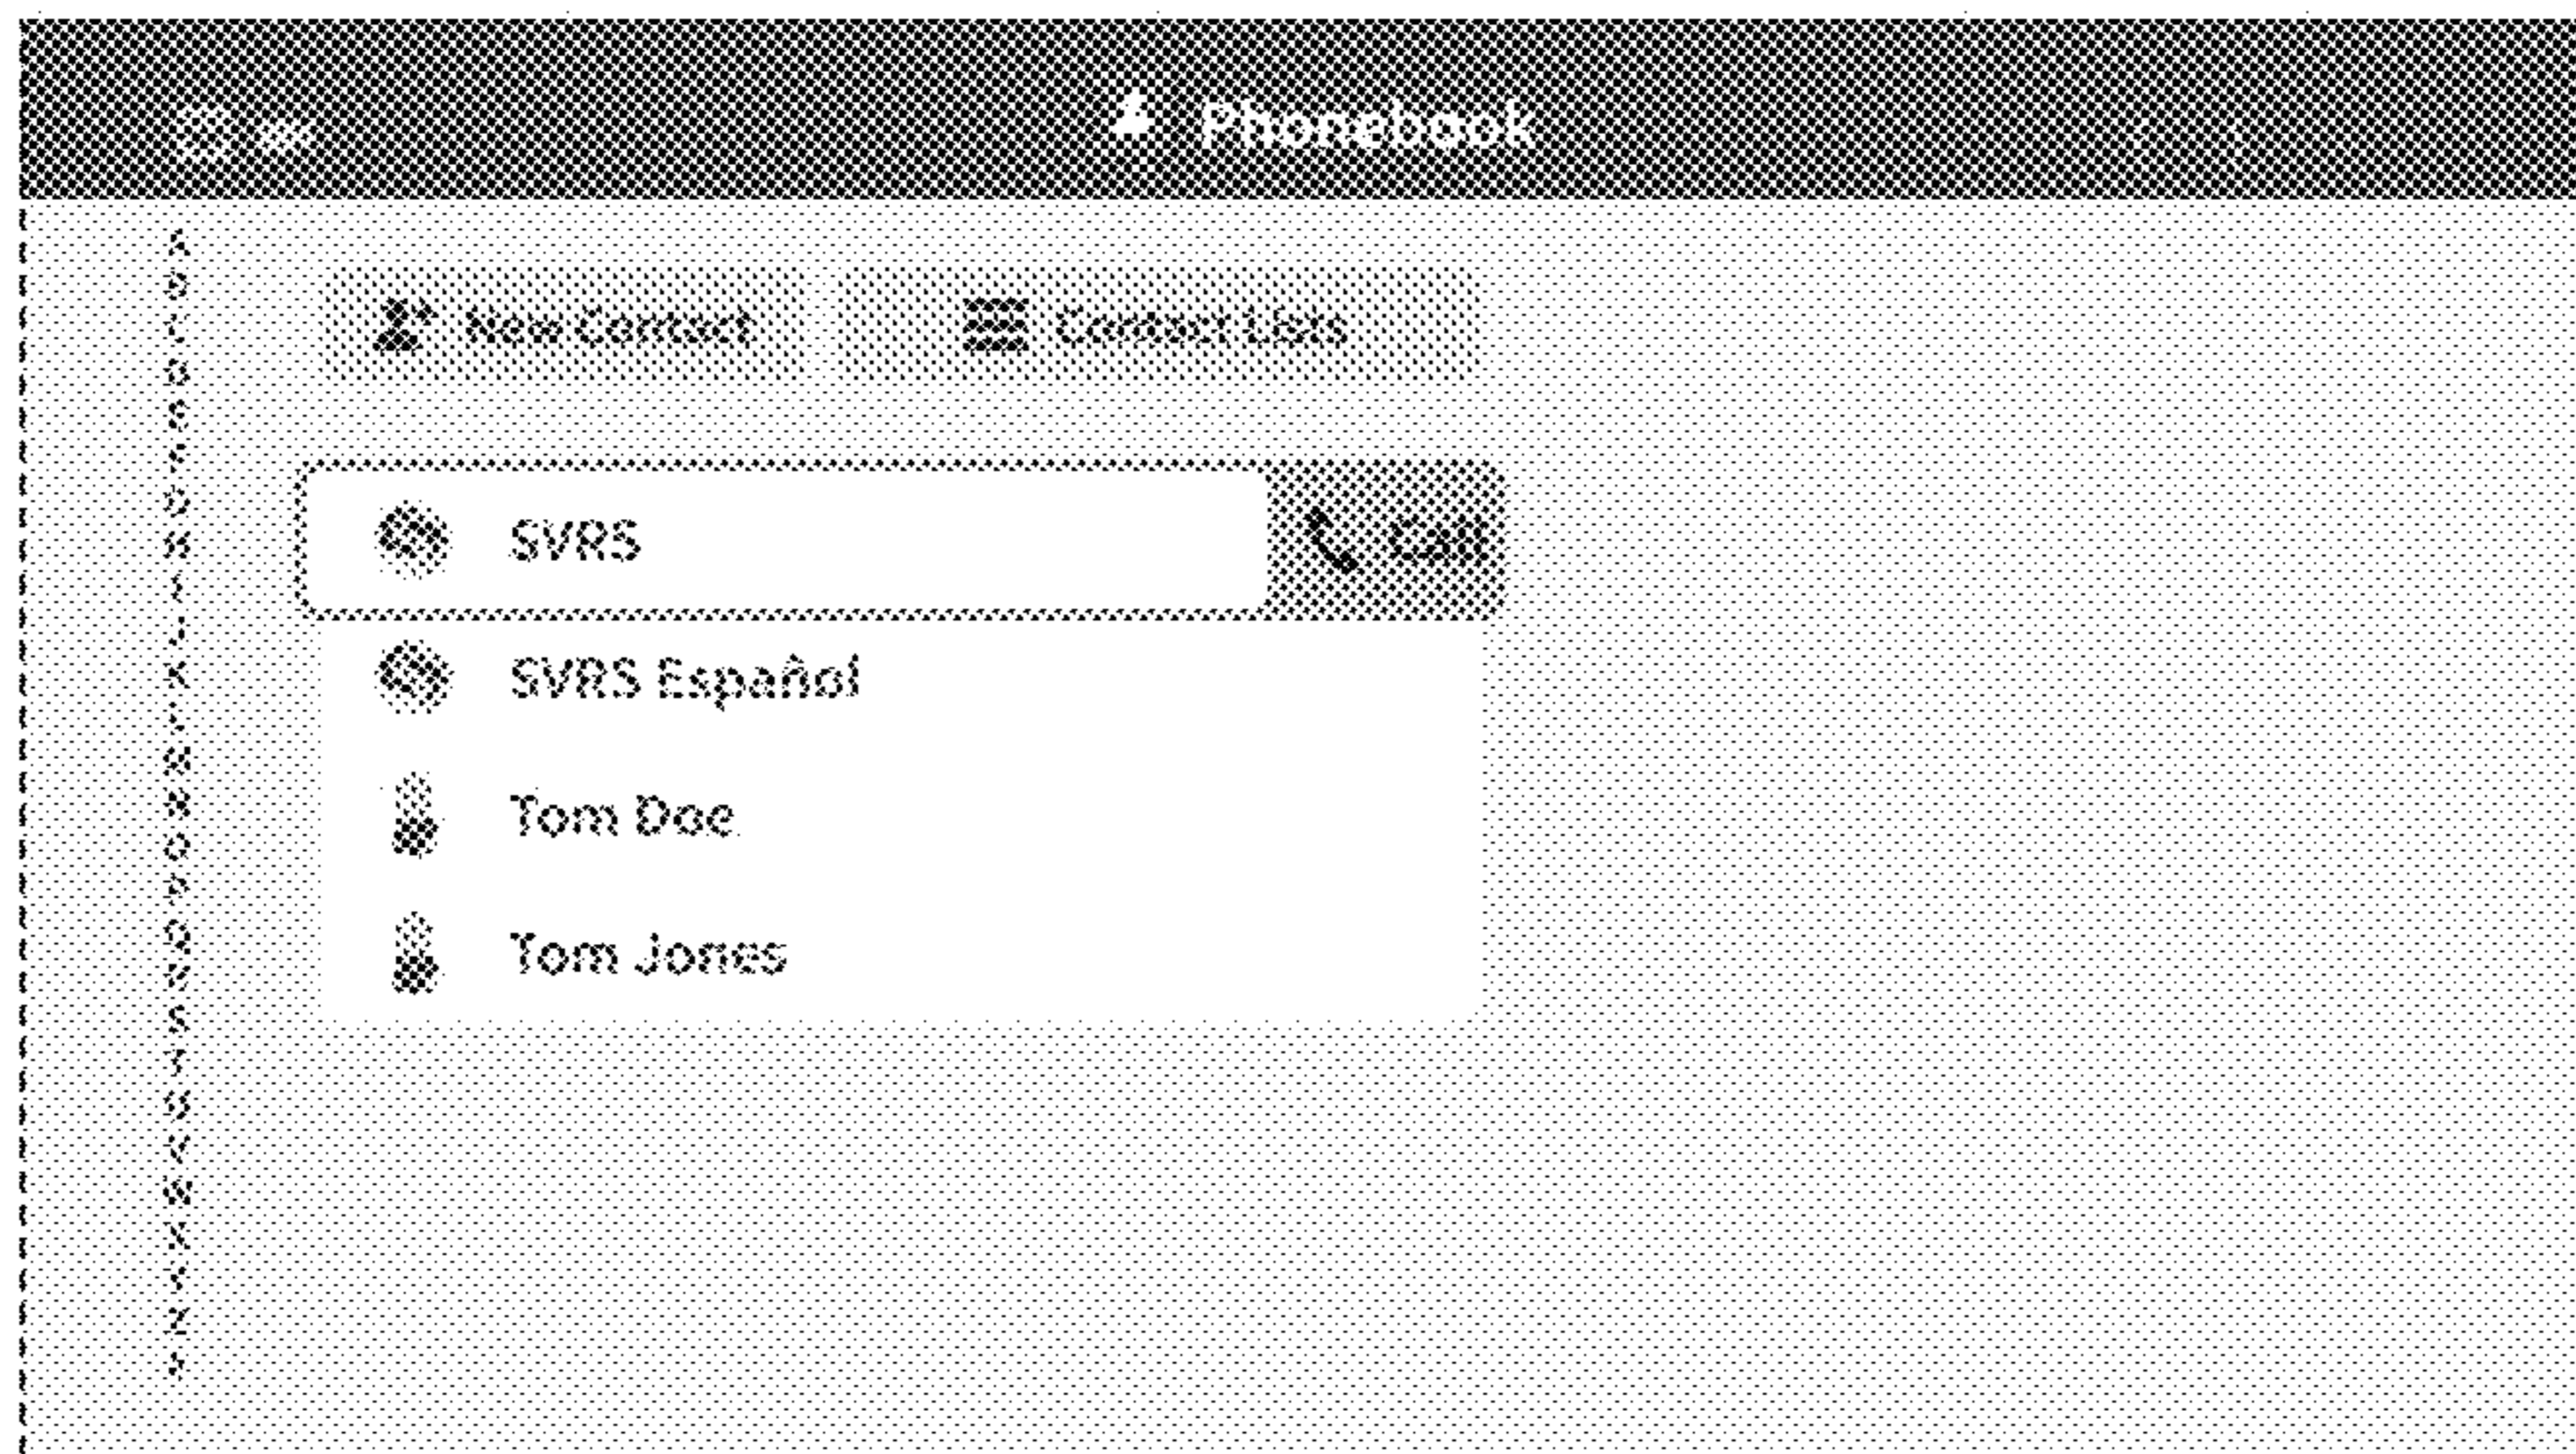 Phonebook
New Contact
Contact Lists
SVRS
Call
SVRS Español
Tom Doe
Tom Jones
A
B
C
D
E
F
G
H
I
J
K
L
M
N
O
P
Q
R
S
T
U
V
W
X
Y
Z